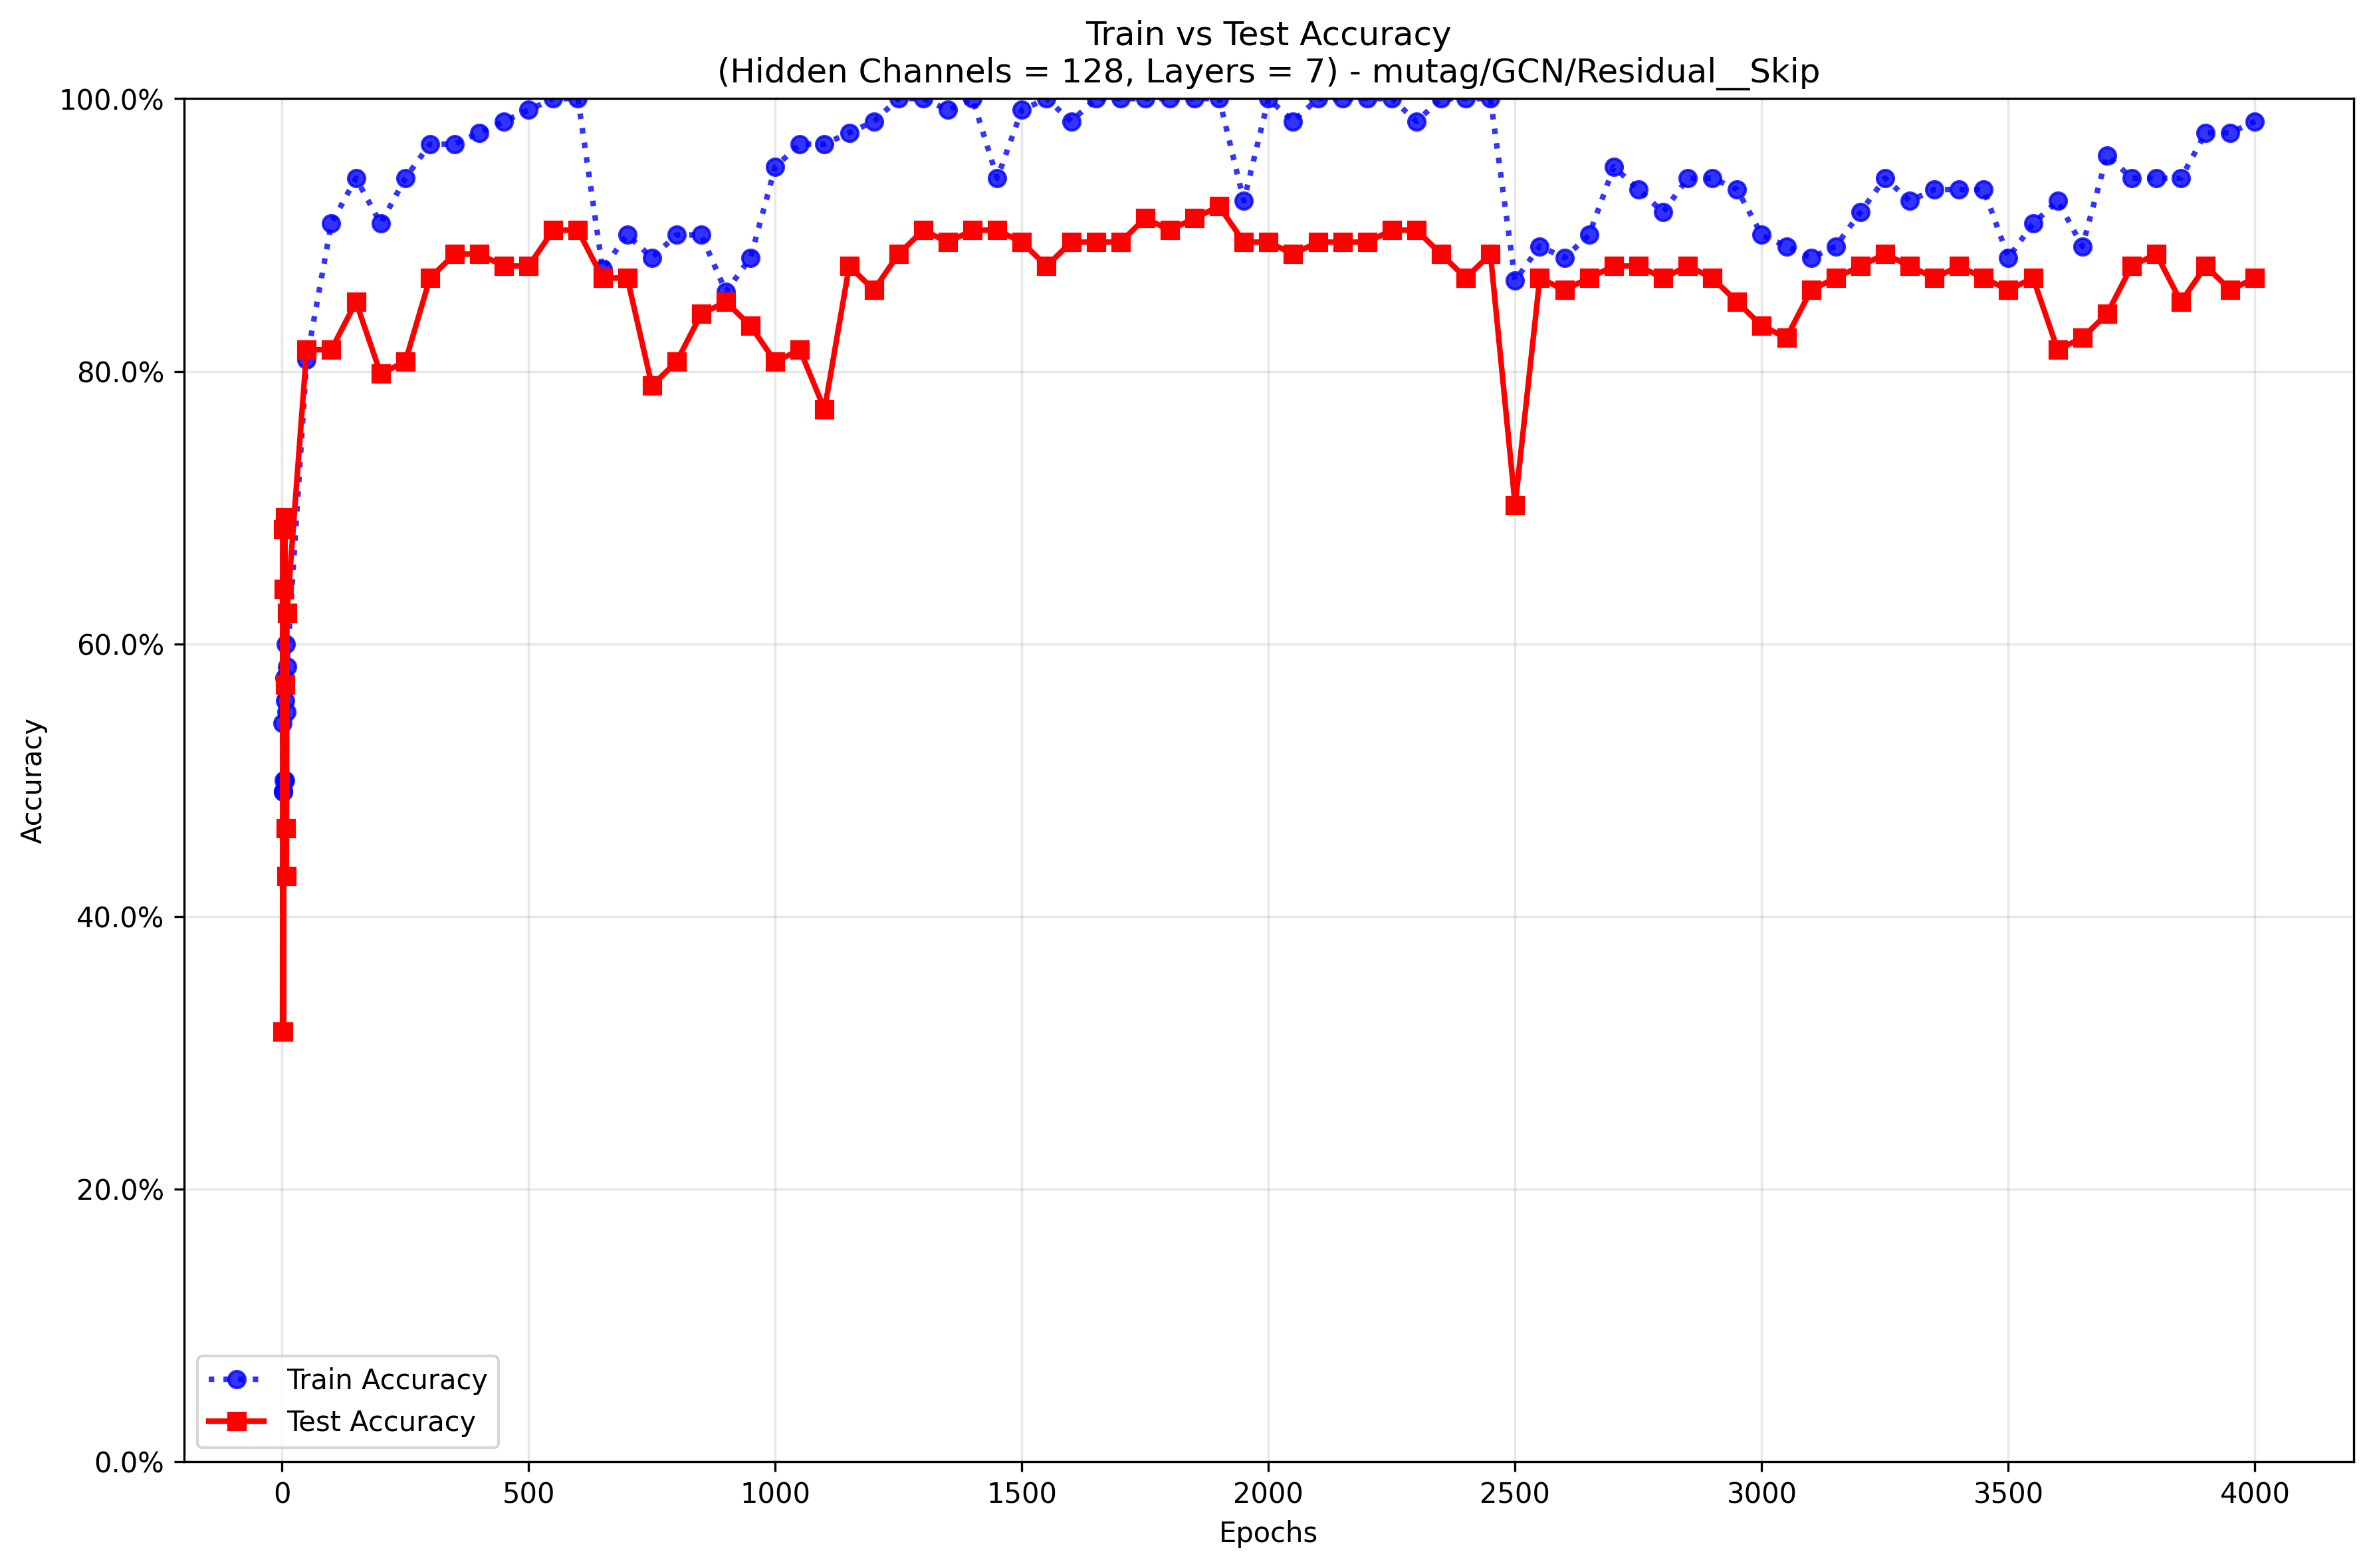 Train vs Test Accuracy
(Hidden Channels = 128, Layers = 7) - mutag/GCN/Residual__Skip
100.0%
80.0%
60.0%
40.0%
20.0%
0.0%
Accuracy
Train Accuracy
Test Accuracy
0 500 1000 1500 2000 2500 3000 3500 4000
Epochs